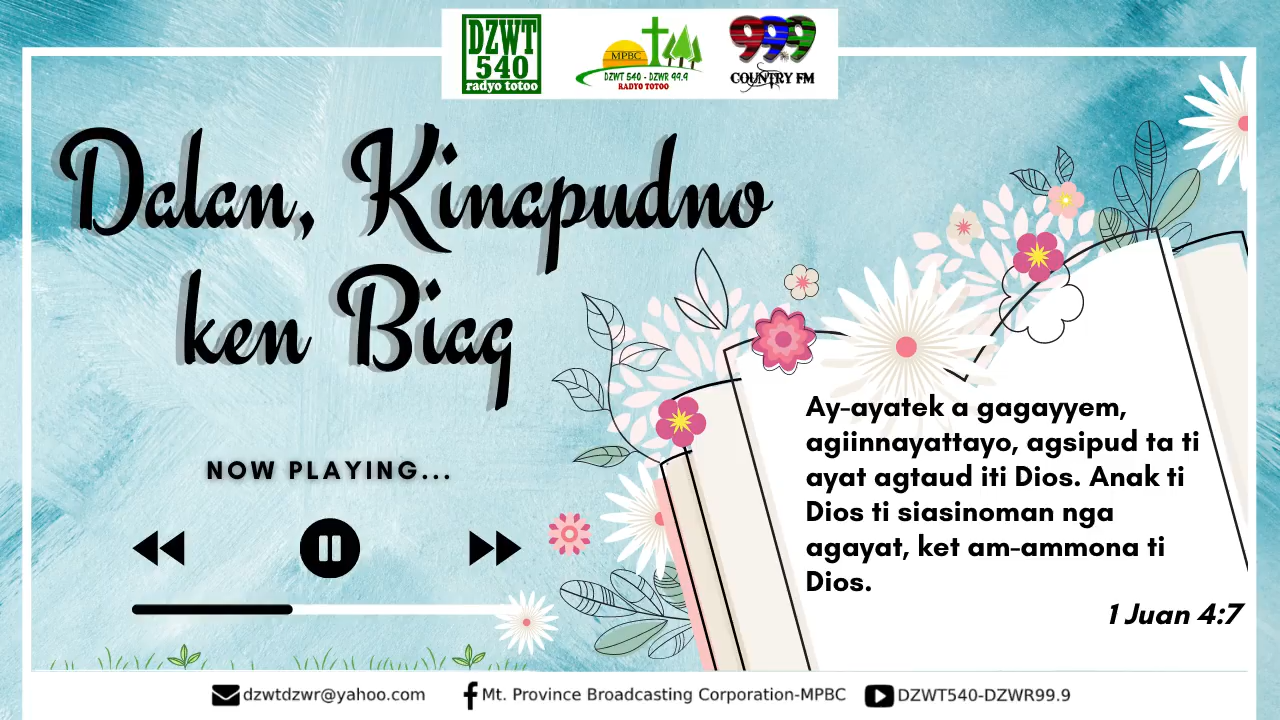 DZWT
540
radyo totoo
MPBC
DZWT 540 - DZWR 99.9
RADYO TOTOO
99.9
FM
COUNTRY FM
Dalan, Kinapudno
ken Biag
NOW PLAYING...
Ay-ayatek a gagayyem,
agiinnayattayo, agsipud ta ti
ayat agtaud iti Dios. Anak ti
Dios ti siasinoman nga
agayat, ket am-ammona ti
Dios.
1 Juan 4:7
dzwtdzwr@yahoo.com
Mt. Province Broadcasting Corporation-MPBC
DZWT540-DZWR99.9